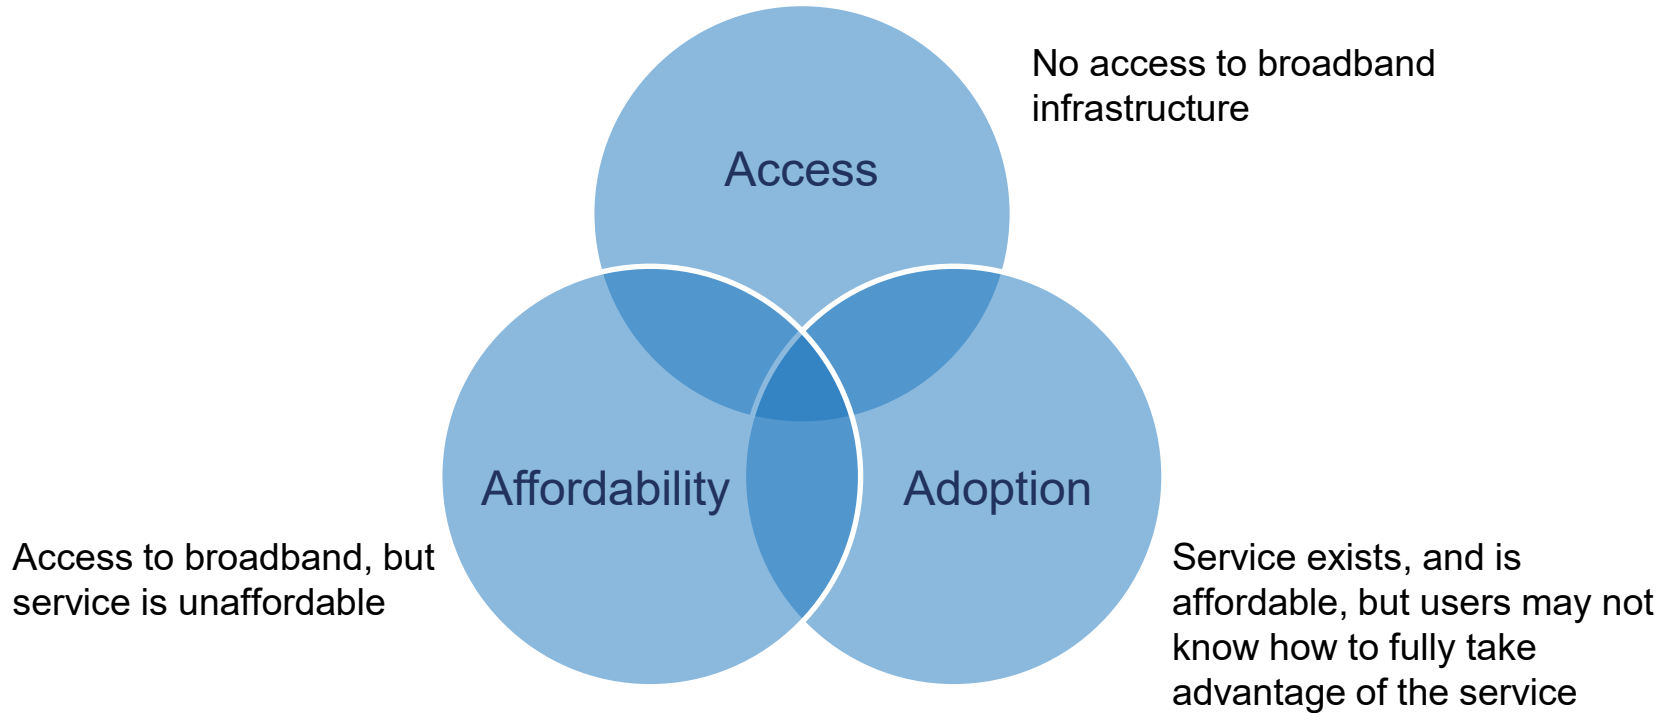 No access to broadband
infrastructure
Access
Affordability
Adoption
Access to broadband, but
service is unaffordable
Service exists, and is
affordable, but users may not
know how to fully take
advantage of the service